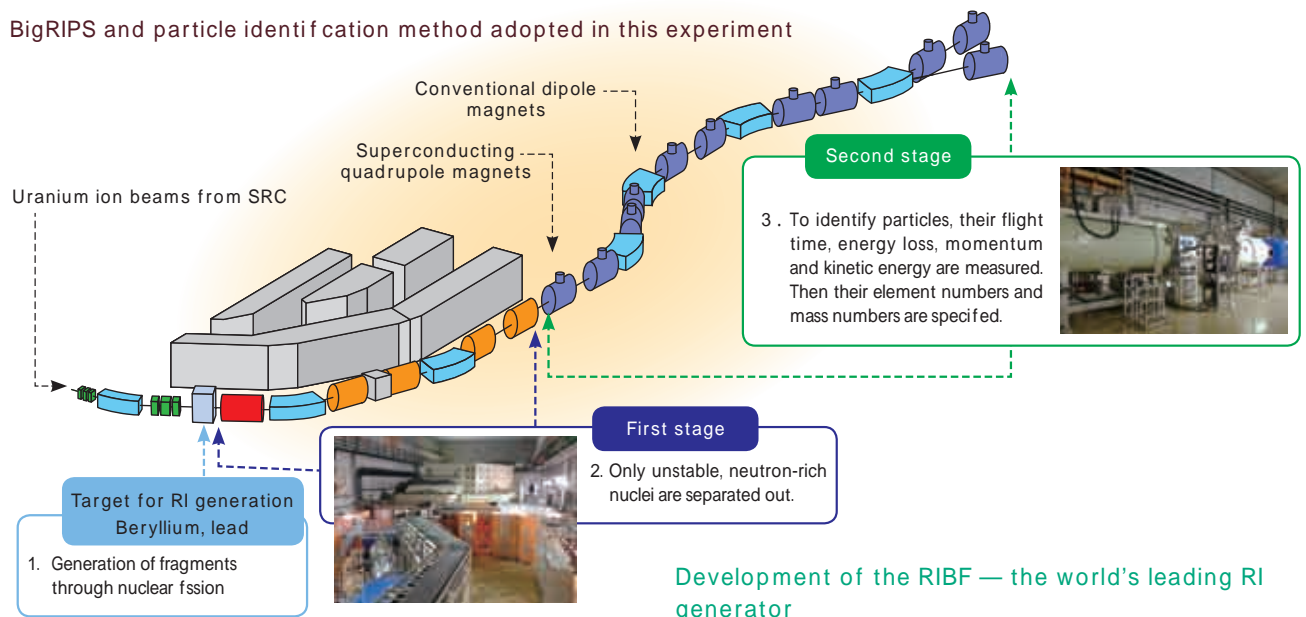 BigRIPS and particle identif cation method adopted in this experiment
Conventional dipole
magnets
Superconducting
quadrupole magnets
Uranium ion beams from SRC
Second stage
3. To identify particles, their flight
time, energy loss, momentum
and kinetic energy are measured.
Then their element numbers and
mass numbers are specifed.
First stage
2. Only unstable, neutron-rich
nuclei are separated out.
Target for RI generation
Beryllium, lead
1. Generation of fragments
through nuclear fssion
Development of the RIBF — the world's leading RI
generator